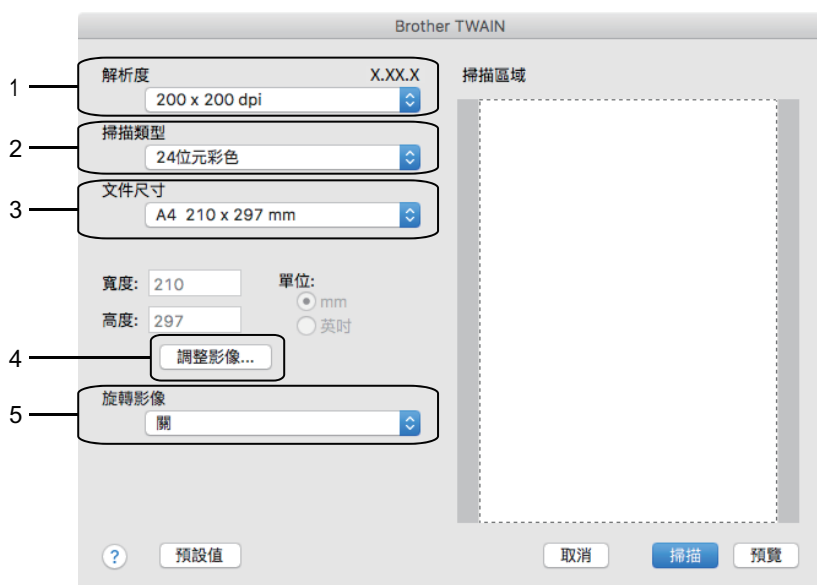 Brother TWAIN
1
解析度 X.XX.X
200 x 200 dpi
2
掃描類型
24位元彩色
3
文件尺寸
A4 210 x 297 mm
寬度: 210
高度: 297
單位:
mm
英吋
4
調整影像...
5
旋轉影像
關
掃描區域
?
預設值
取消
掃描
預覽